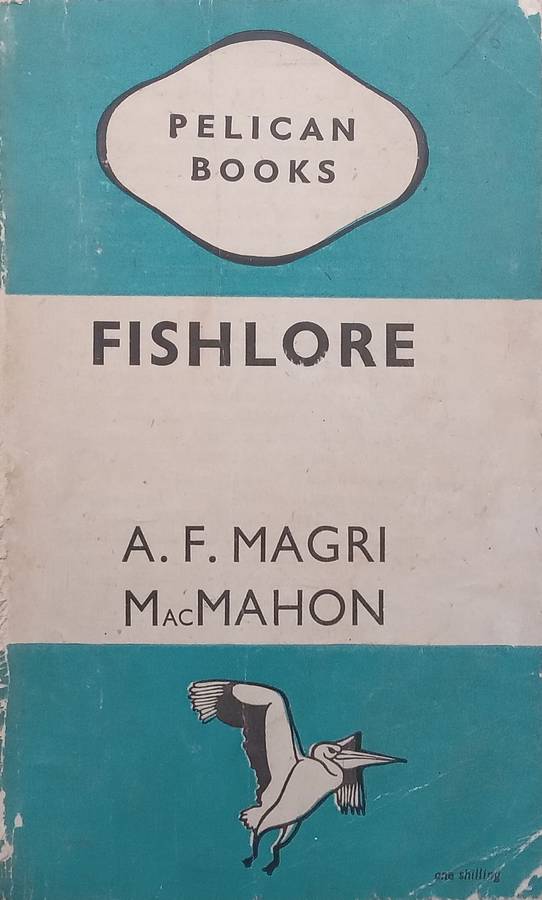 PELICAN
BOOKS
FISHLORE
A. F. MAGRI
MacMAHON
one shilling